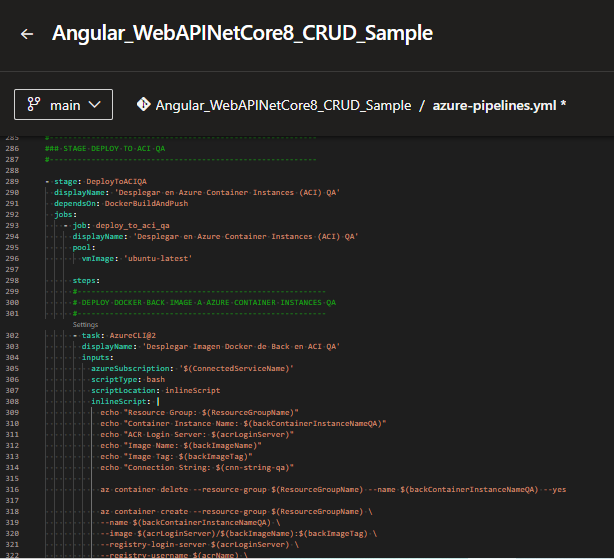 ← Angular_WebAPINetCore8_CRUD_Sample
main Angular_WebAPINetCore8_CRUD_Sample / azure-pipelines.yml *
285 #-----------------------------------------------------------
286 ### STAGE DEPLOY TO ACI QA
287 #-----------------------------------------------------------
288
289 - stage: DeployToACIQA
290 displayName: 'Desplegar en Azure Container Instances (ACI) QA'
291 dependsOn: DockerBuildAndPush
292 jobs:
293 - job: deploy_to_aci_qa
294 displayName: 'Desplegar en Azure Container Instances (ACI) QA'
295 pool:
296 vmImage: 'ubuntu-latest'
297
298 steps:
299 #-------------------------------------------------------
300 # DEPLOY DOCKER BACK IMAGE A AZURE CONTAINER INSTANCES QA
301 #-------------------------------------------------------
Settings
302 - task: AzureCLI@2
303 displayName: 'Desplegar Imagen Docker de Back en ACI QA'
304 inputs:
305 azureSubscription: '$(ConnectedServiceName)'
306 scriptType: bash
307 scriptLocation: inlineScript
308 inlineScript: |
309 echo "Resource Group: $(ResourceGroupName)"
310 echo "Container Instance Name: $(backContainerInstanceNameQA)"
311 echo "ACR Login Server: $(acrLoginServer)"
312 echo "Image Name: $(backImageName)"
313 echo "Image Tag: $(backImageTag)"
314 echo "Connection String: $(cnn-string-qa)"
315
316 az container delete --resource-group $(ResourceGroupName) --name $(backContainerInstanceNameQA) --yes
317
318 az container create --resource-group $(ResourceGroupName) \
319 --name $(backContainerInstanceNameQA) \
320 --image $(acrLoginServer)/$(backImageName):$(backImageTag) \
321 --registry-login-server $(acrLoginServer) \
322 --registry-username $(acrName) \